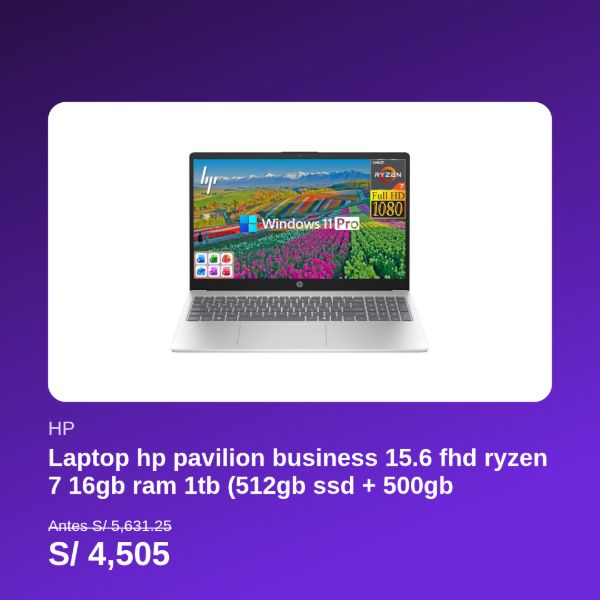 hp
AMD
RYZEN
7
Full HD
1080
Windows 11 Pro
HP
Laptop hp pavilion business 15.6 fhd ryzen
7 16gb ram 1tb (512gb ssd + 500gb
Antes S/ 5,631.25
S/ 4,505